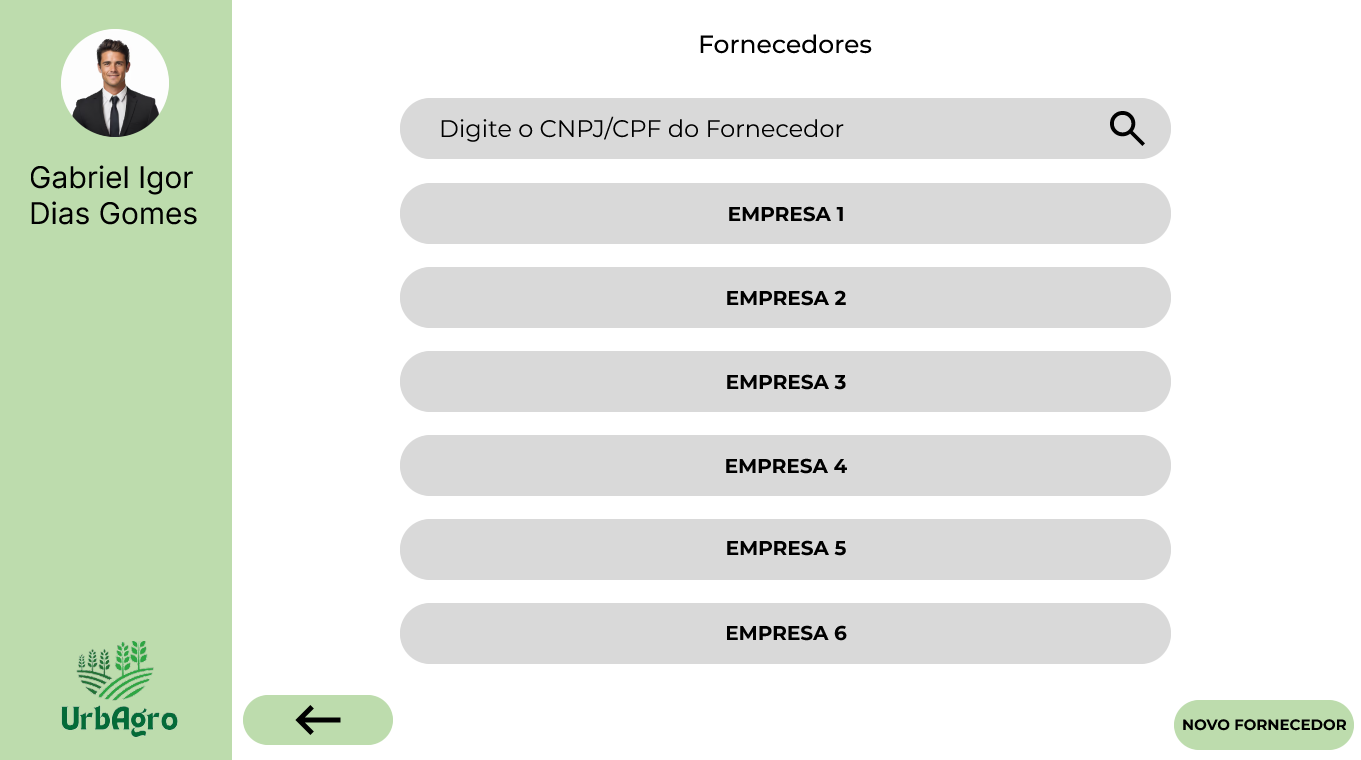 Gabriel Igor
Dias Gomes
UrbAgro
Fornecedores
Digite o CNPJ/CPF do Fornecedor
EMPRESA 1
EMPRESA 2
EMPRESA 3
EMPRESA 4
EMPRESA 5
EMPRESA 6
NOVO FORNECEDOR